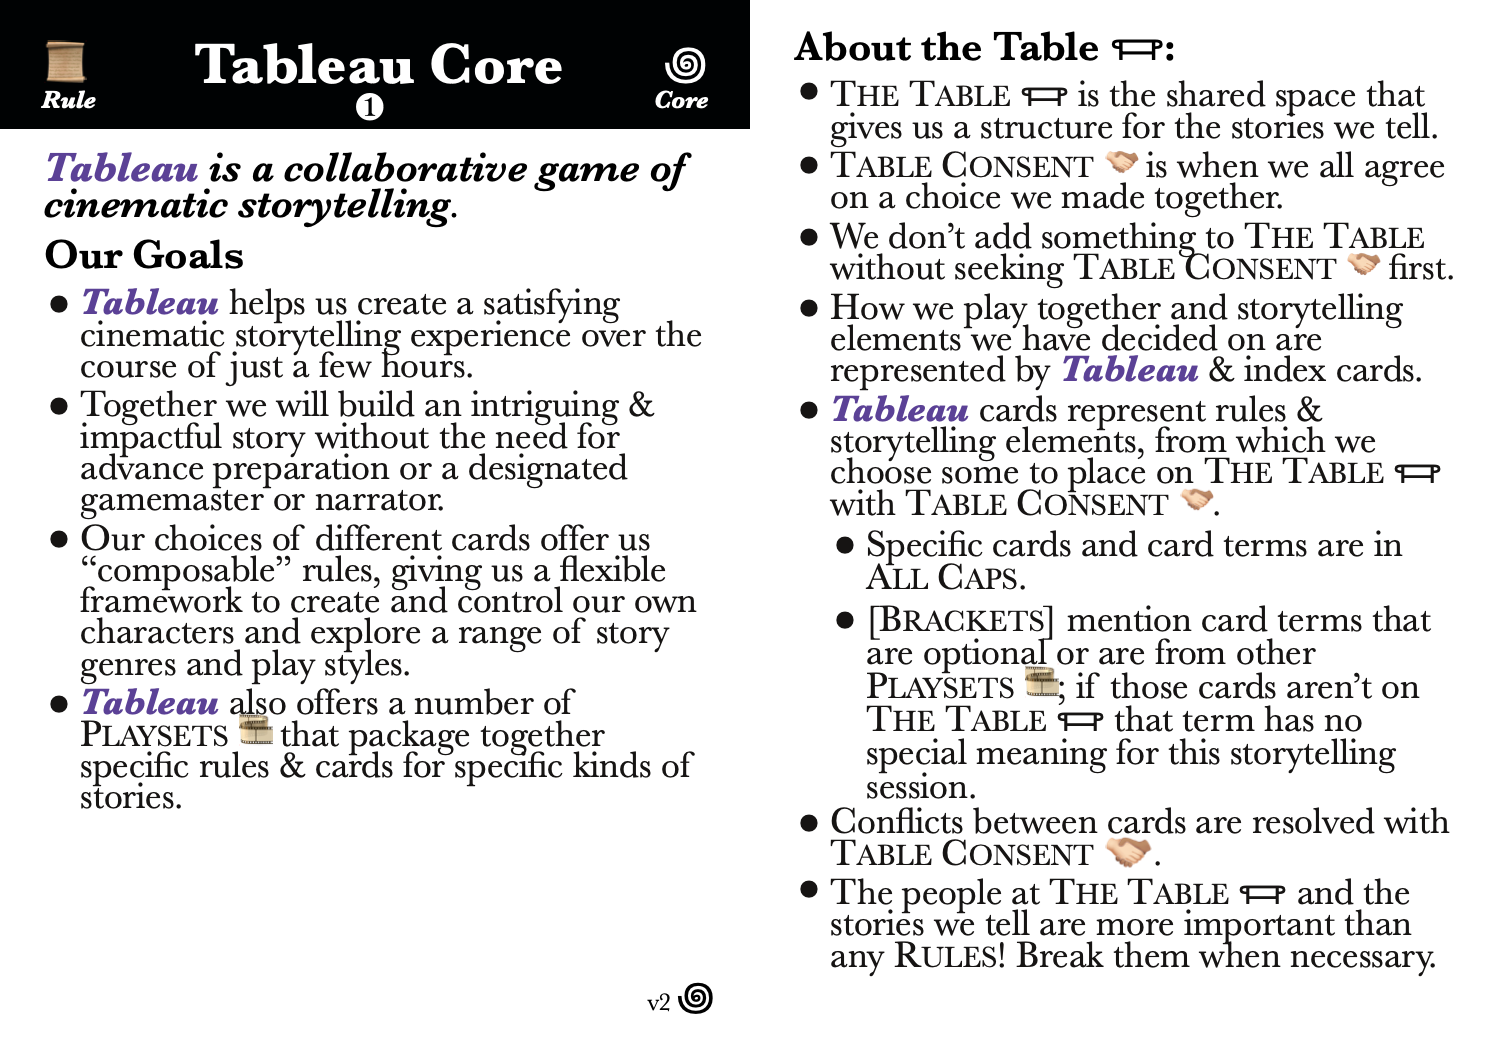 Tableau Core
Rule
❶
Core
Tableau is a collaborative game of
cinematic storytelling.
Our Goals
● Tableau helps us create a satisfying
cinematic storytelling experience over the
course of just a few hours.
● Together we will build an intriguing &
impactful story without the need for
advance preparation or a designated
gamemaster or narrator.
● Our choices of different cards offer us
“composable” rules, giving us a flexible
framework to create and control our own
characters and explore a range of story
genres and play styles.
● Tableau also offers a number of
PLAYSETS that package together
specific rules & cards for specific kinds of
stories.
v2
About the Table :
● THE TABLE is the shared space that
gives us a structure for the stories we tell.
● TABLE CONSENT is when we all agree
on a choice we made together.
● We don’t add something to THE TABLE
without seeking TABLE CONSENT first.
● How we play together and storytelling
elements we have decided on are
represented by Tableau & index cards.
● Tableau cards represent rules &
storytelling elements, from which we
choose some to place on THE TABLE
with TABLE CONSENT .
● Specific cards and card terms are in
ALL CAPS.
● [BRACKETS] mention card terms that
are optional or are from other
PLAYSETS ; if those cards aren’t on
THE TABLE that term has no
special meaning for this storytelling
session.
● Conflicts between cards are resolved with
TABLE CONSENT .
● The people at THE TABLE and the
stories we tell are more important than
any RULES! Break them when necessary.